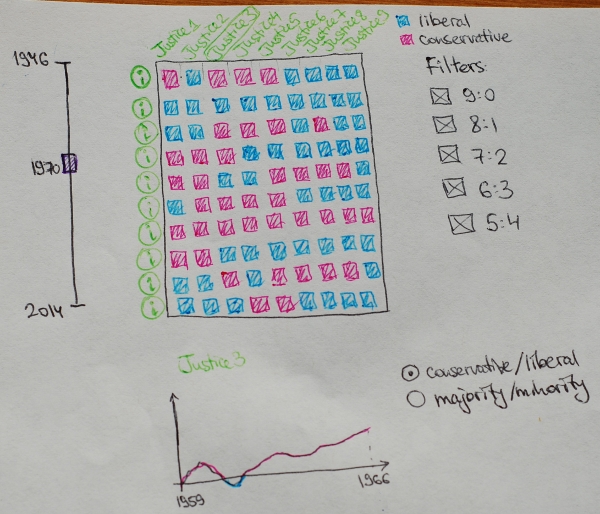 Justice 1
Justice 2
Justice 3
Justice 4
Justice 5
Justice 6
Justice 7
Justice 8
Justice 9
liberal
conservative
Filters:
9:0
8:1
7:2
6:3
5:4
1946
1970
2014
i
i
i
i
i
i
i
i
i
i
Justice 3
1959
1966
conservative/liberal
majority/minority